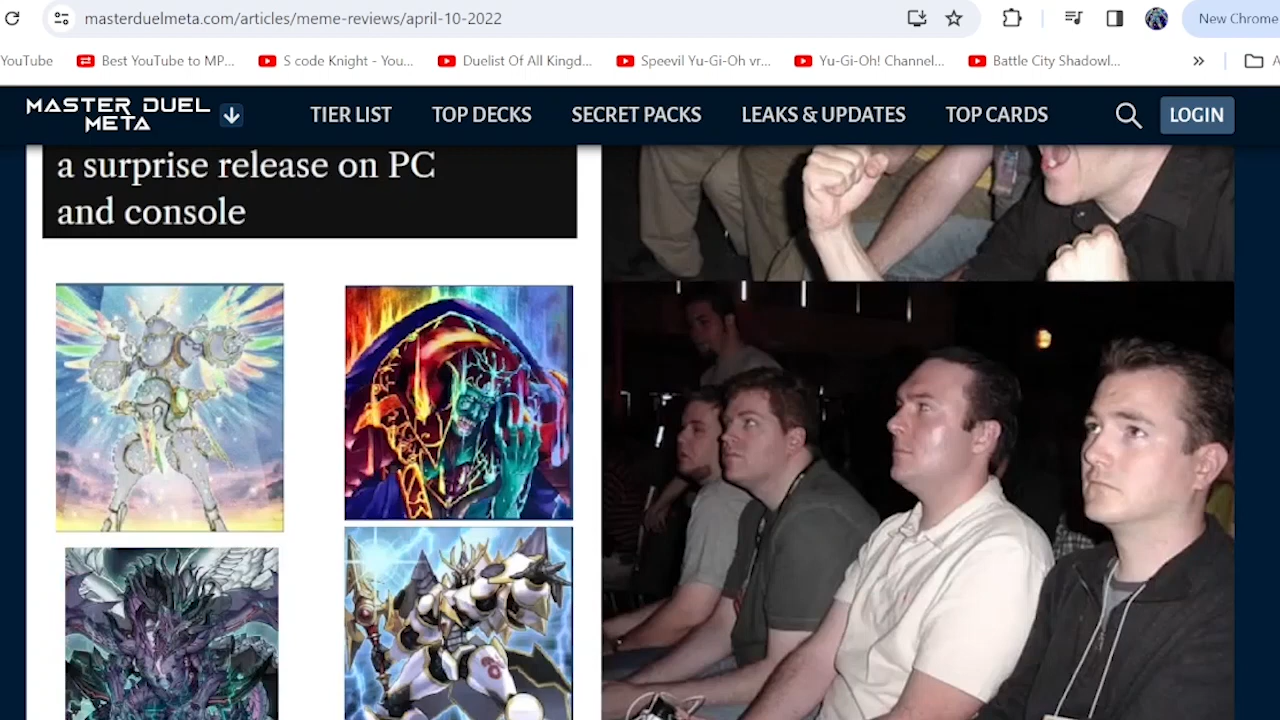 masterduelmeta.com/articles/meme-reviews/april-10-2022
New Chrome
YouTube
Best YouTube to MP...
S code Knight - You...
Duelist Of All Kingd...
Speevil Yu-Gi-Oh vr...
Yu-Gi-Oh! Channel...
Battle City Shadowl...
MASTER DUEL
META
TIER LIST
TOP DECKS
SECRET PACKS
LEAKS & UPDATES
TOP CARDS
LOGIN
a surprise release on PC
and console